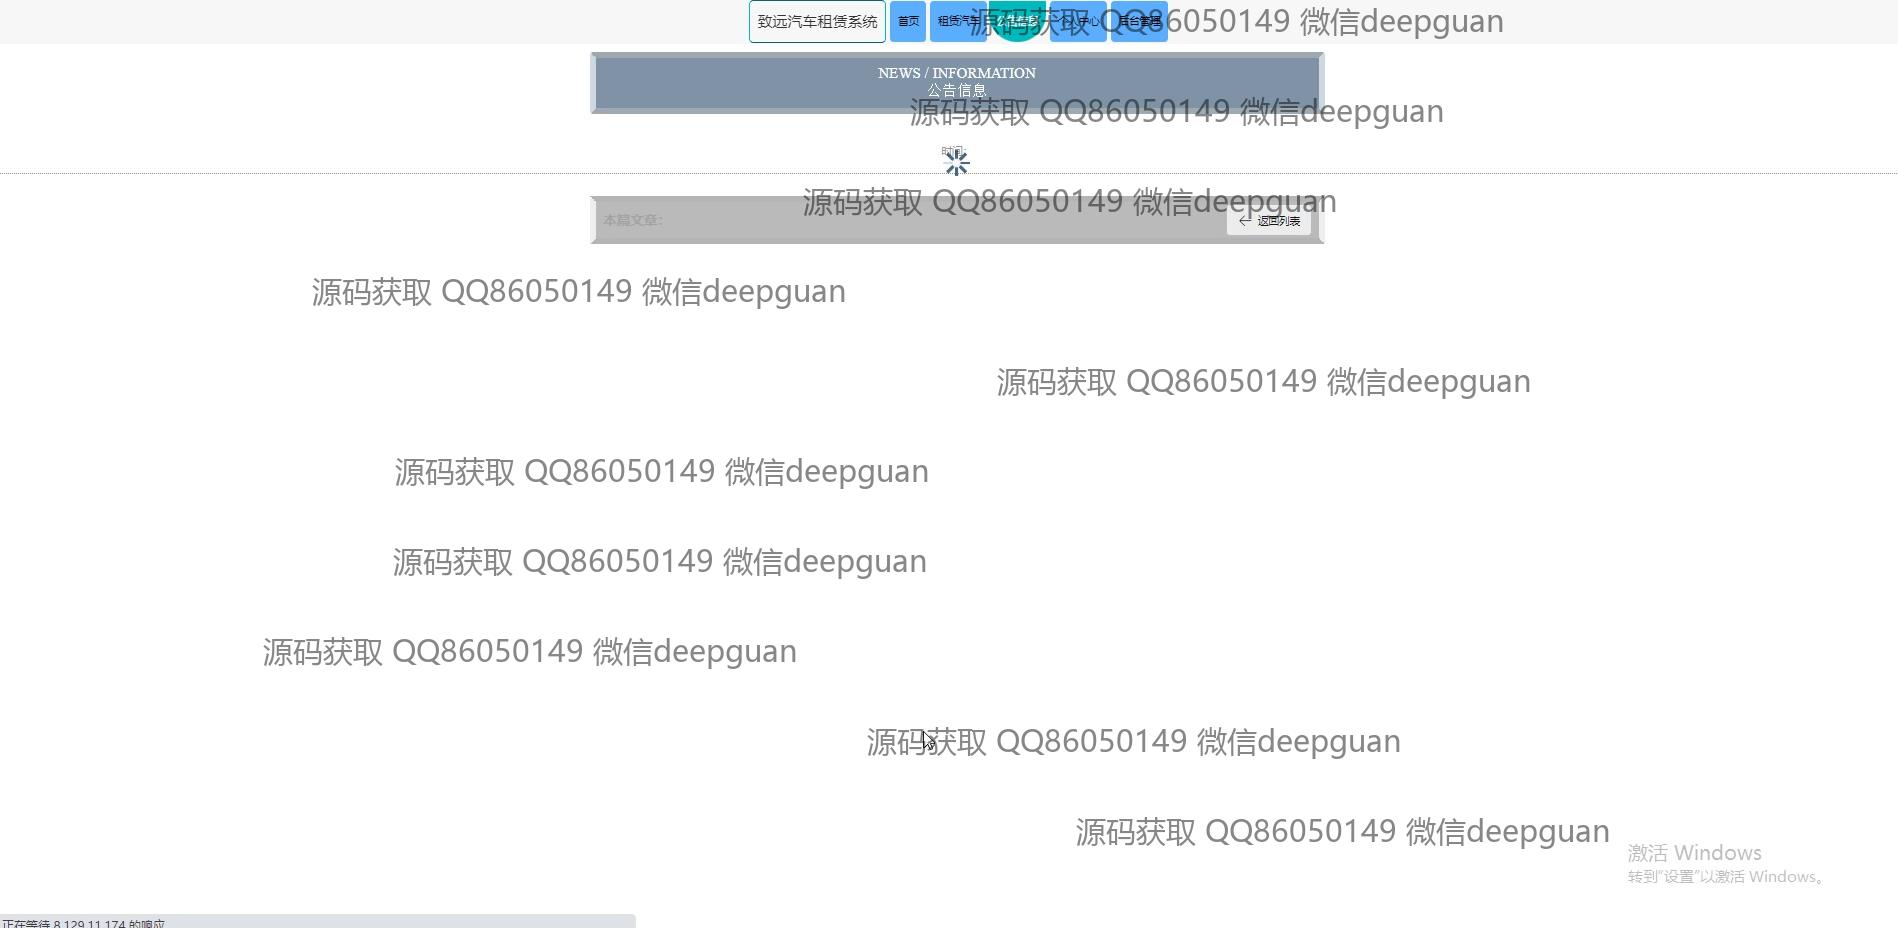 致远汽车租赁系统 首页 租赁汽车 公告信息 个人中心 后台管理
源码获取 QQ86050149 微信deepguan
NEWS / INFORMATION
公告信息
源码获取 QQ86050149 微信deepguan
时间:
源码获取 QQ86050149 微信deepguan
本篇文章: 返回列表
源码获取 QQ86050149 微信deepguan
源码获取 QQ86050149 微信deepguan
源码获取 QQ86050149 微信deepguan
源码获取 QQ86050149 微信deepguan
源码获取 QQ86050149 微信deepguan
源码获取 QQ86050149 微信deepguan
源码获取 QQ86050149 微信deepguan
激活 Windows
转到"设置"以激活 Windows。
正在等待 8.129.11.174 的响应